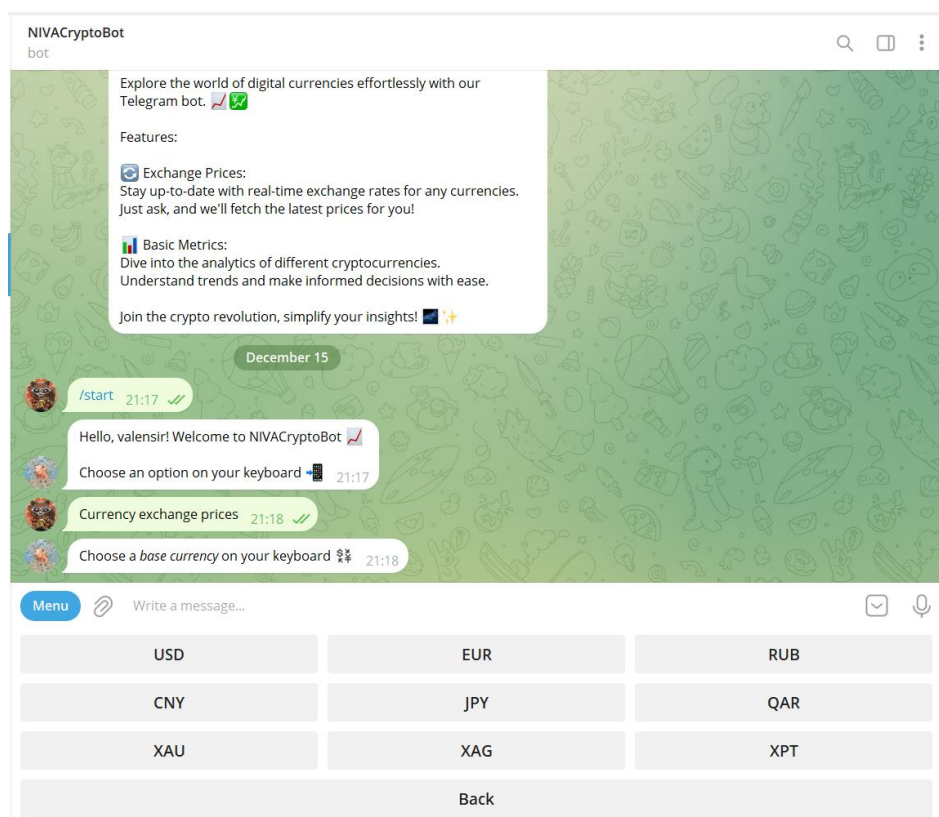 NIVACryptoBot
bot
Explore the world of digital currencies effortlessly with our
Telegram bot. 📈 💹
Features:
🔄 Exchange Prices:
Stay up-to-date with real-time exchange rates for any currencies.
Just ask, and we'll fetch the latest prices for you!
📊 Basic Metrics:
Dive into the analytics of different cryptocurrencies.
Understand trends and make informed decisions with ease.
Join the crypto revolution, simplify your insights! 🌌 ✨
December 15
/start 21:17
Hello, valensir! Welcome to NIVACryptoBot 📈
Choose an option on your keyboard 📲 21:17
Currency exchange prices 21:18
Choose a base currency on your keyboard 💱 21:18
Menu Write a message...
USD EUR RUB
CNY JPY QAR
XAU XAG XPT
Back